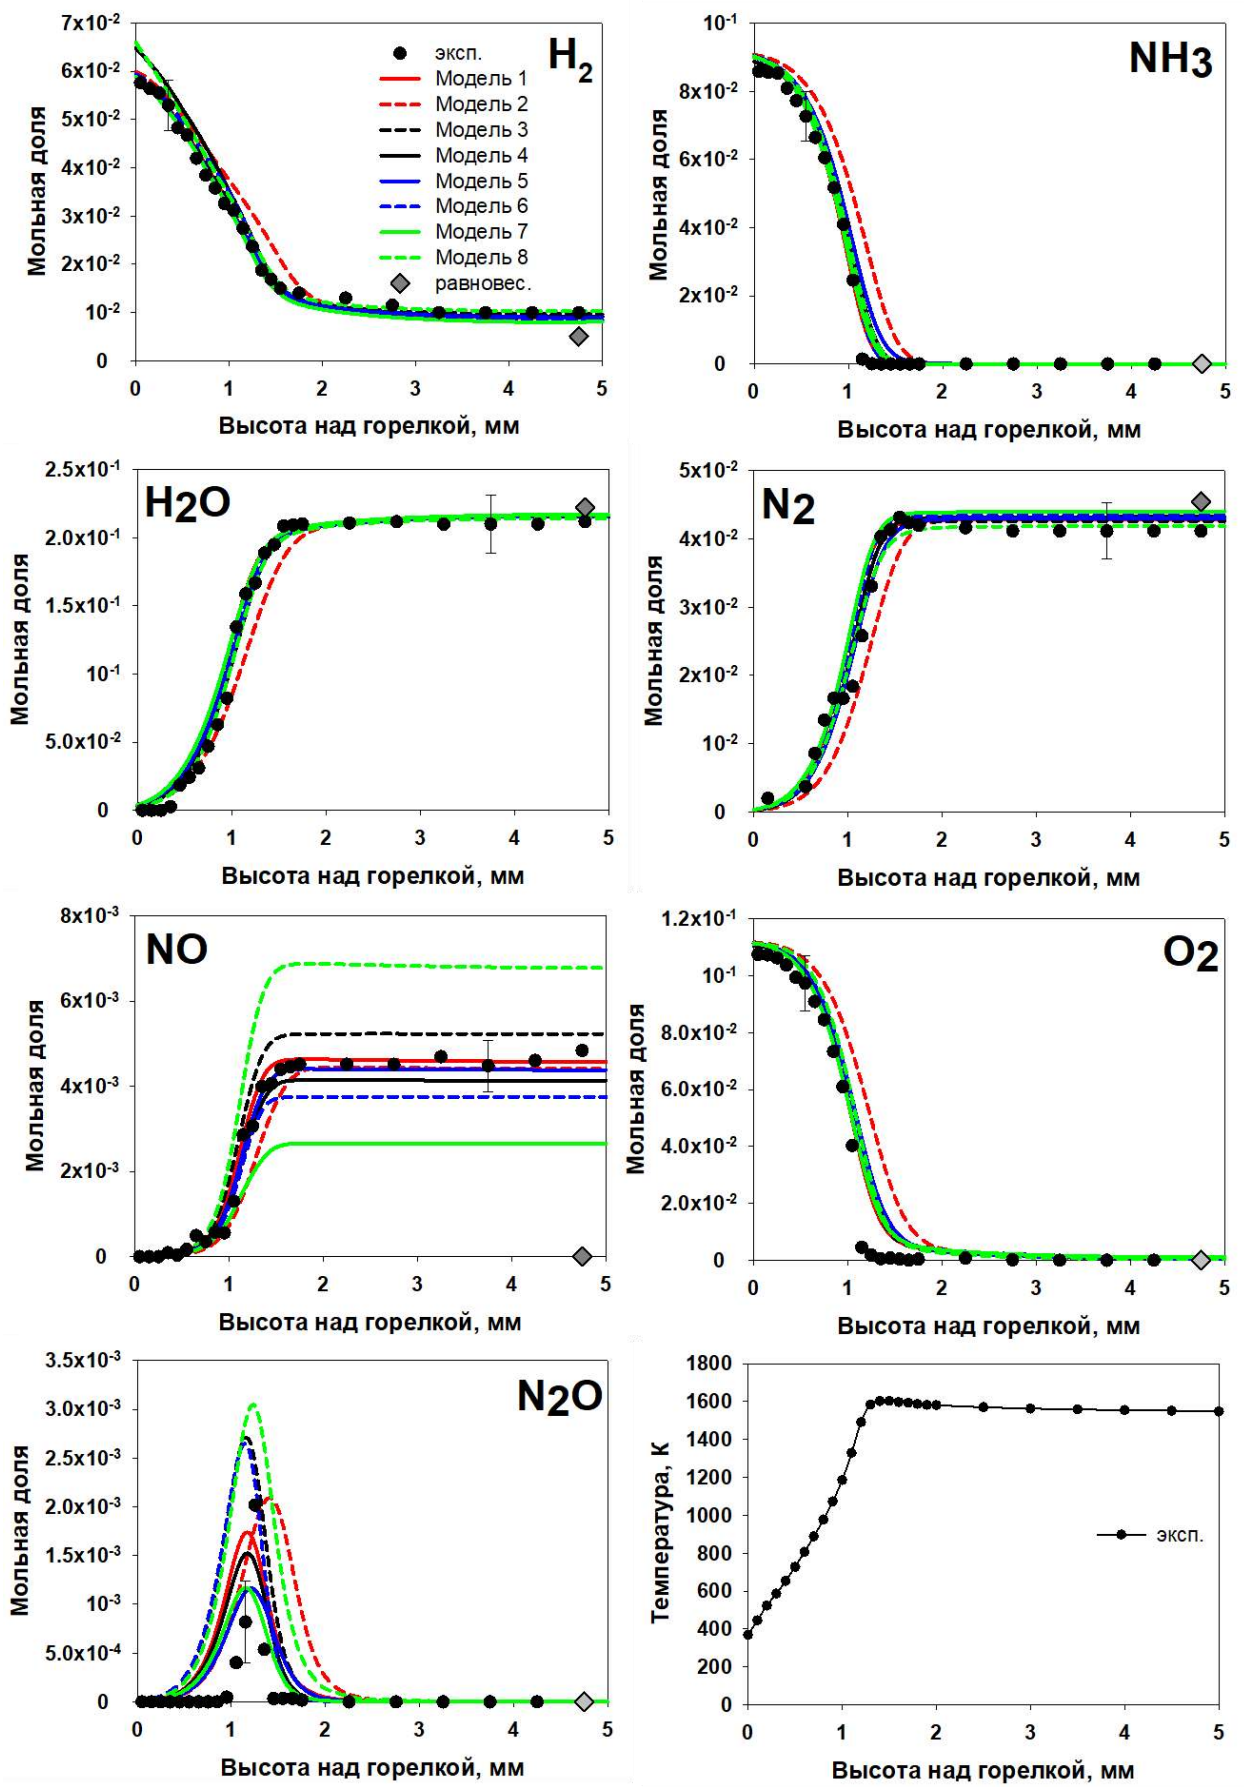 7x10-2
6x10-2
5x10-2
4x10-2
3x10-2
2x10-2
10-2
0
Мольная доля
H2
эксп.
Модель 1
Модель 2
Модель 3
Модель 4
Модель 5
Модель 6
Модель 7
Модель 8
равновес.
0 1 2 3 4 5
Высота над горелкой, мм
10-1
8x10-2
6x10-2
4x10-2
2x10-2
0
Мольная доля
NH3
0 1 2 3 4 5
Высота над горелкой, мм
2.5x10-1
2.0x10-1
1.5x10-1
10-1
5.0x10-2
0
Мольная доля
H2O
0 1 2 3 4 5
Высота над горелкой, мм
5x10-2
4x10-2
3x10-2
2x10-2
10-2
0
Мольная доля
N2
0 1 2 3 4 5
Высота над горелкой, мм
8x10-3
6x10-3
4x10-3
2x10-3
0
Мольная доля
NO
0 1 2 3 4 5
Высота над горелкой, мм
1.2x10-1
10-1
8.0x10-2
6.0x10-2
4.0x10-2
2.0x10-2
0
Мольная доля
O2
0 1 2 3 4 5
Высота над горелкой, мм
3.5x10-3
3.0x10-3
2.5x10-3
2.0x10-3
1.5x10-3
10-3
5.0x10-4
0
Мольная доля
N2O
0 1 2 3 4 5
Высота над горелкой, мм
1800
1600
1400
1200
1000
800
600
400
200
0
Температура, К
эксп.
0 1 2 3 4 5
Высота над горелкой, мм